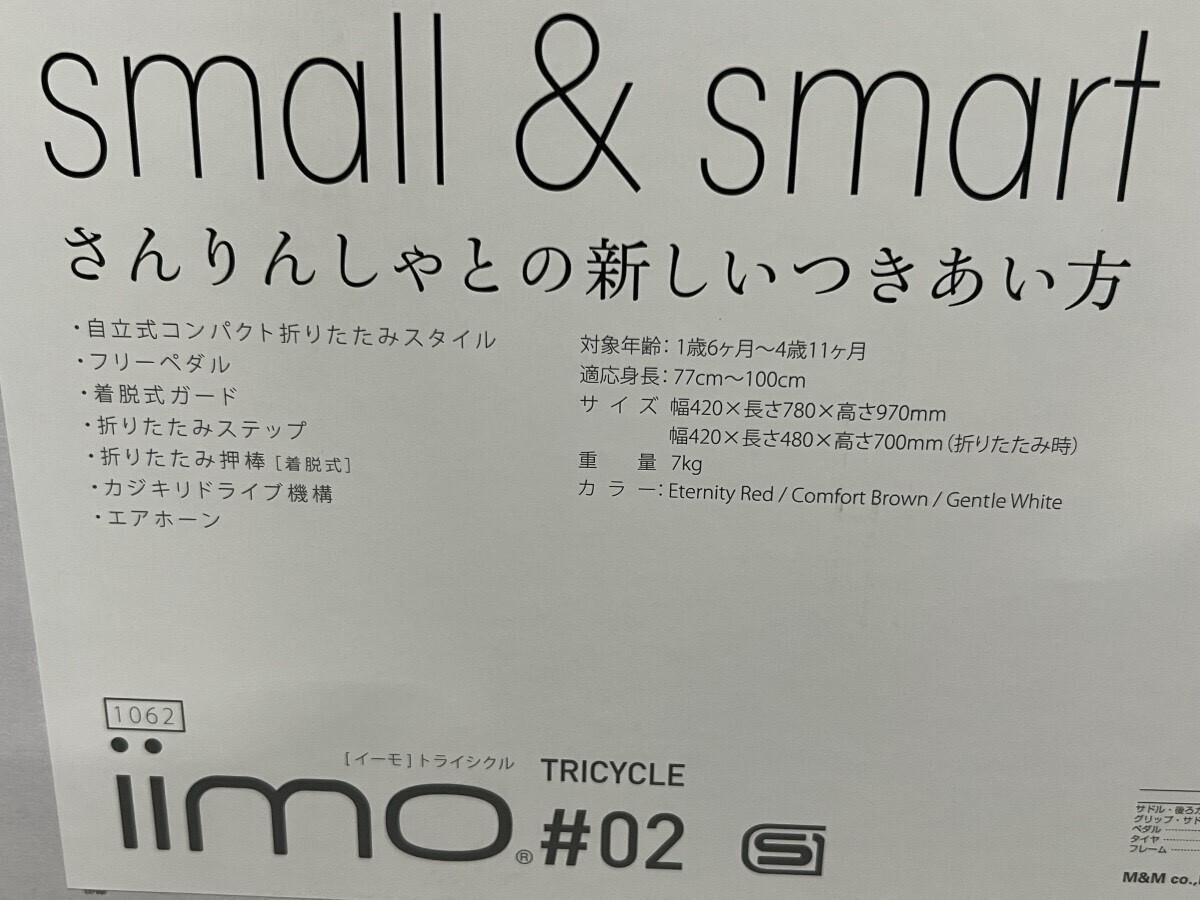 small & smart
さんりんしゃとの新しいつきあい方
・自立式コンパクト折りたたみスタイル
・フリーペダル
・着脱式ガード
・折りたたみステップ
・折りたたみ押棒［着脱式］
・カジキリドライブ機構
・エアホーン
対象年齢：1歳6ヶ月〜4歳11ヶ月
適応身長：77cm〜100cm
サイズ 幅420×長さ780×高さ970mm
幅420×長さ480×高さ700mm（折りたたみ時）
重量 7kg
カラー：Eternity Red / Comfort Brown / Gentle White
1062
［イーモ］トライシクル
iimo® TRICYCLE
#02
サドル・後ろカ
グリップ・サド
ペダル
タイヤ
フレーム
M&M co.,